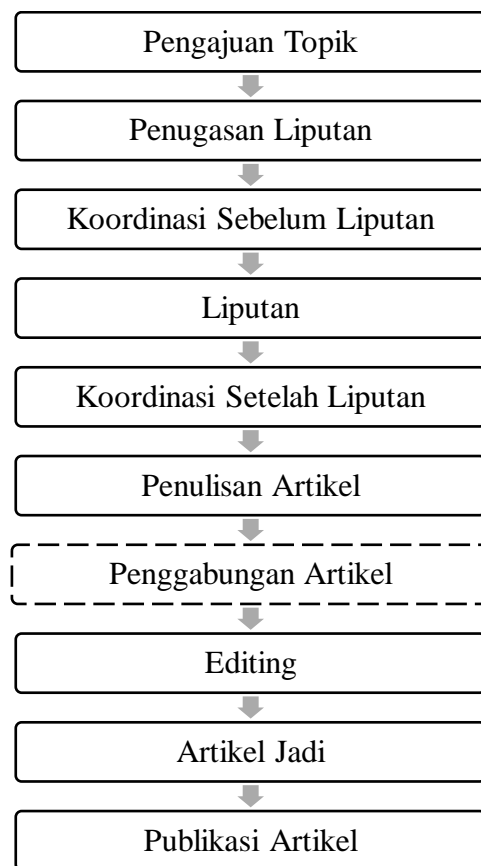 Pengajuan Topik
Penugasan Liputan
Koordinasi Sebelum Liputan
Liputan
Koordinasi Setelah Liputan
Penulisan Artikel
Penggabungan Artikel
Editing
Artikel Jadi
Publikasi Artikel